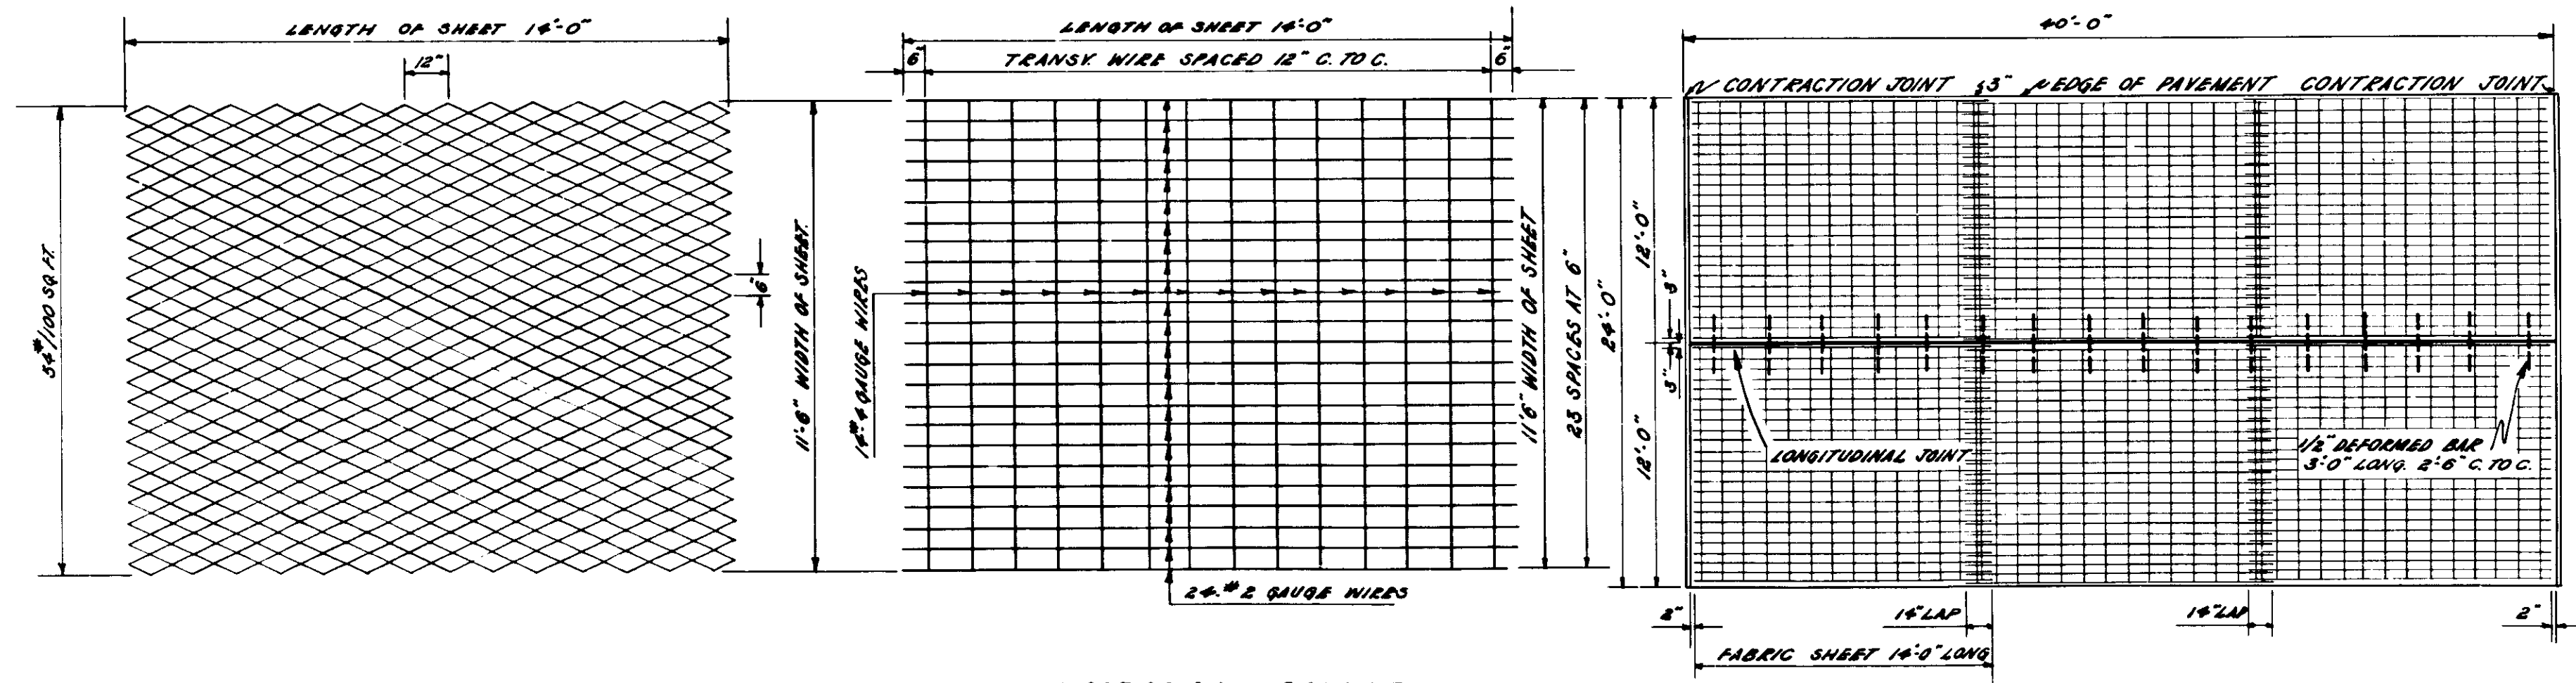 LENGTH OF SHEET 14'-0"
12"
54#/100 SQ. FT.
6"
11'-6" WIDTH OF SHEET.
LENGTH OF SHEET 14'-0"
6"
TRANSV. WIRE SPACED 12" C. TO C.
6"
14-#4 GAUGE WIRES
24-#2 GAUGE WIRES
11'6" WIDTH OF SHEET
23 SPACES AT 6"
40'-0"
CONTRACTION JOINT
3"
EDGE OF PAVEMENT
CONTRACTION JOINT
24'-0"
12'-0"
3"
3"
12'-0"
LONGITUDINAL JOINT
1/2" DEFORMED BAR
3'-0" LONG. 2'-6" C. TO C.
2"
14" LAP
14" LAP
2"
FABRIC SHEET 14'-0" LONG